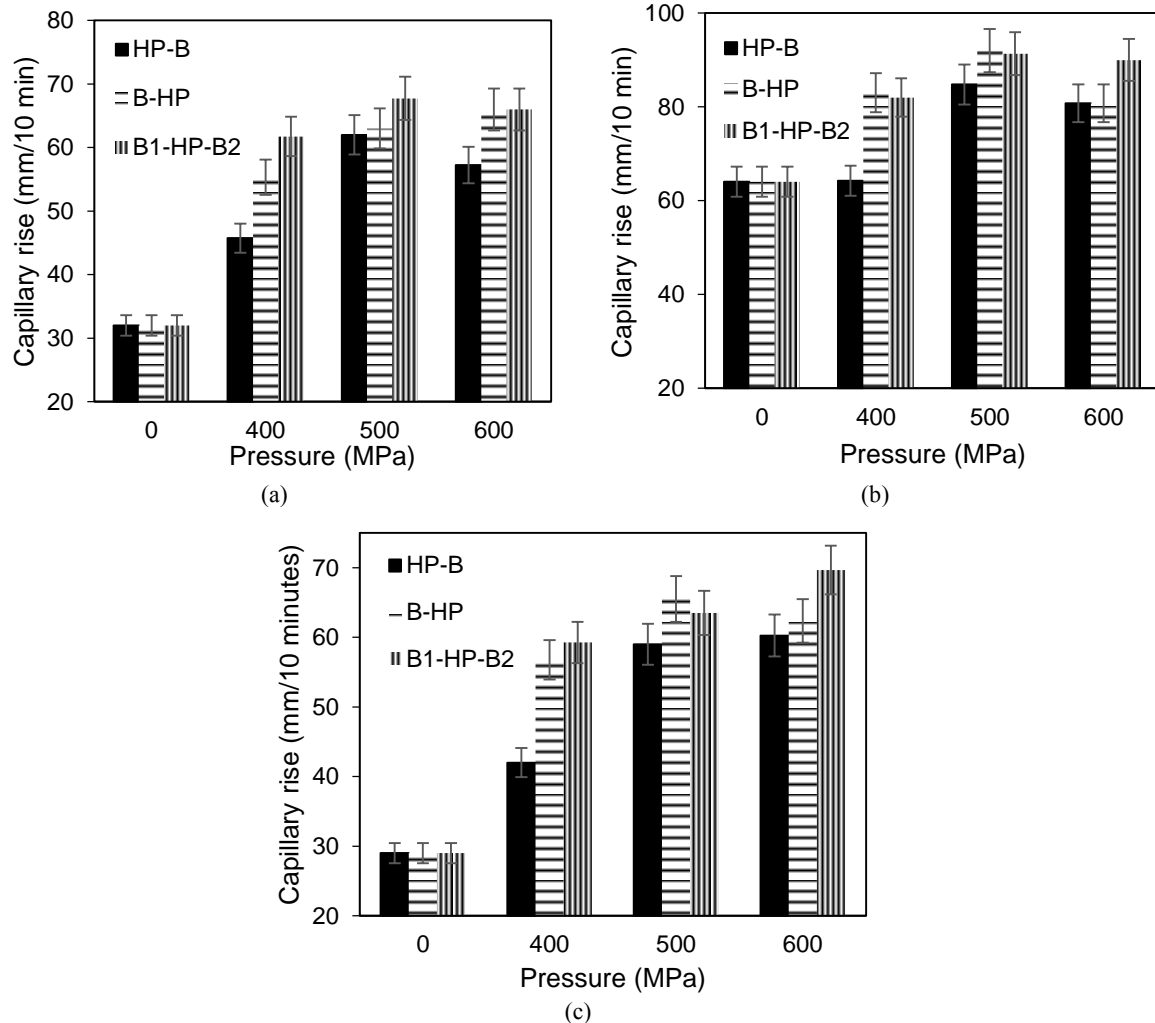 80
70
60
50
40
30
20
Capillary rise (mm/10 min)
HP-B
B-HP
B1-HP-B2
0 400 500 600
Pressure (MPa)
(a)
100
80
60
40
20
Capillary rise (mm/10 min)
HP-B
B-HP
B1-HP-B2
0 400 500 600
Pressure (MPa)
(b)
70
60
50
40
30
20
Capillary rise (mm/10 minutes)
HP-B
B-HP
B1-HP-B2
0 400 500 600
Pressure (MPa)
(c)